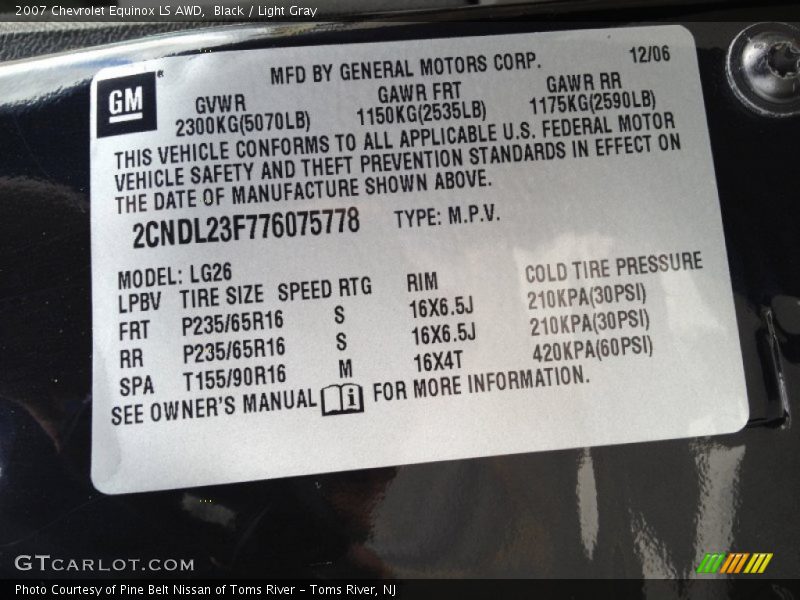 2007 Chevrolet Equinox LS AWD, Black / Light Gray
GM
MFD BY GENERAL MOTORS CORP. 12/06
GVWR GAWR FRT GAWR RR
2300KG(5070LB) 1150KG(2535LB) 1175KG(2590LB)
THIS VEHICLE CONFORMS TO ALL APPLICABLE U.S. FEDERAL MOTOR
VEHICLE SAFETY AND THEFT PREVENTION STANDARDS IN EFFECT ON
THE DATE OF MANUFACTURE SHOWN ABOVE.
2CNDL23F776075778 TYPE: M.P.V.
MODEL: LG26
LPBV TIRE SIZE SPEED RTG RIM COLD TIRE PRESSURE
FRT P235/65R16 S 16X6.5J 210KPA(30PSI)
RR P235/65R16 S 16X6.5J 210KPA(30PSI)
SPA T155/90R16 M 16X4T 420KPA(60PSI)
SEE OWNER'S MANUAL i FOR MORE INFORMATION.
GTCARLOT.COM
Photo Courtesy of Pine Belt Nissan of Toms River – Toms River, NJ